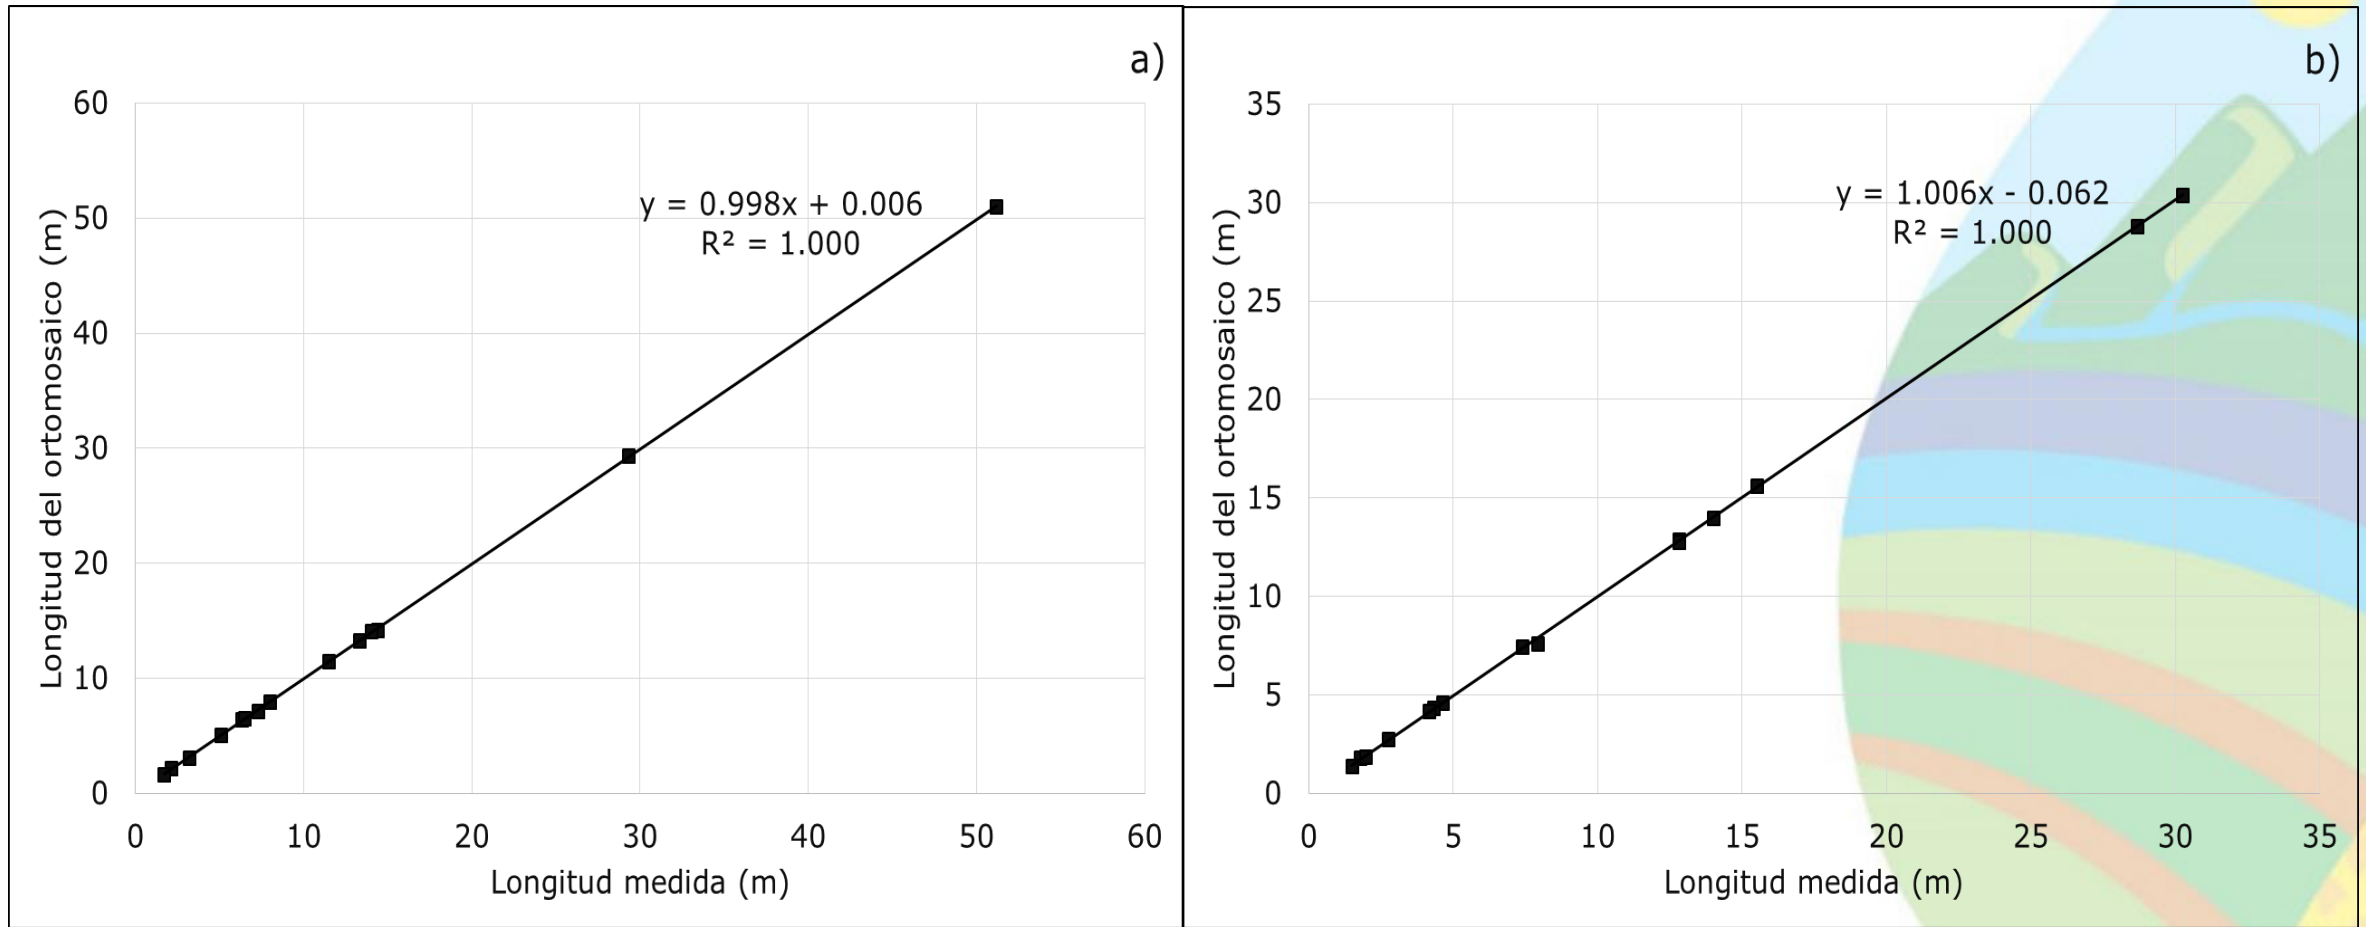 a)
60
50
40
30
20
10
0
Longitud del ortomosaico (m)
y = 0.998x + 0.006
R² = 1.000
0 10 20 30 40 50 60
Longitud medida (m)
b)
35
30
25
20
15
10
5
0
Longitud del ortomosaico (m)
y = 1.006x - 0.062
R² = 1.000
0 5 10 15 20 25 30 35
Longitud medida (m)